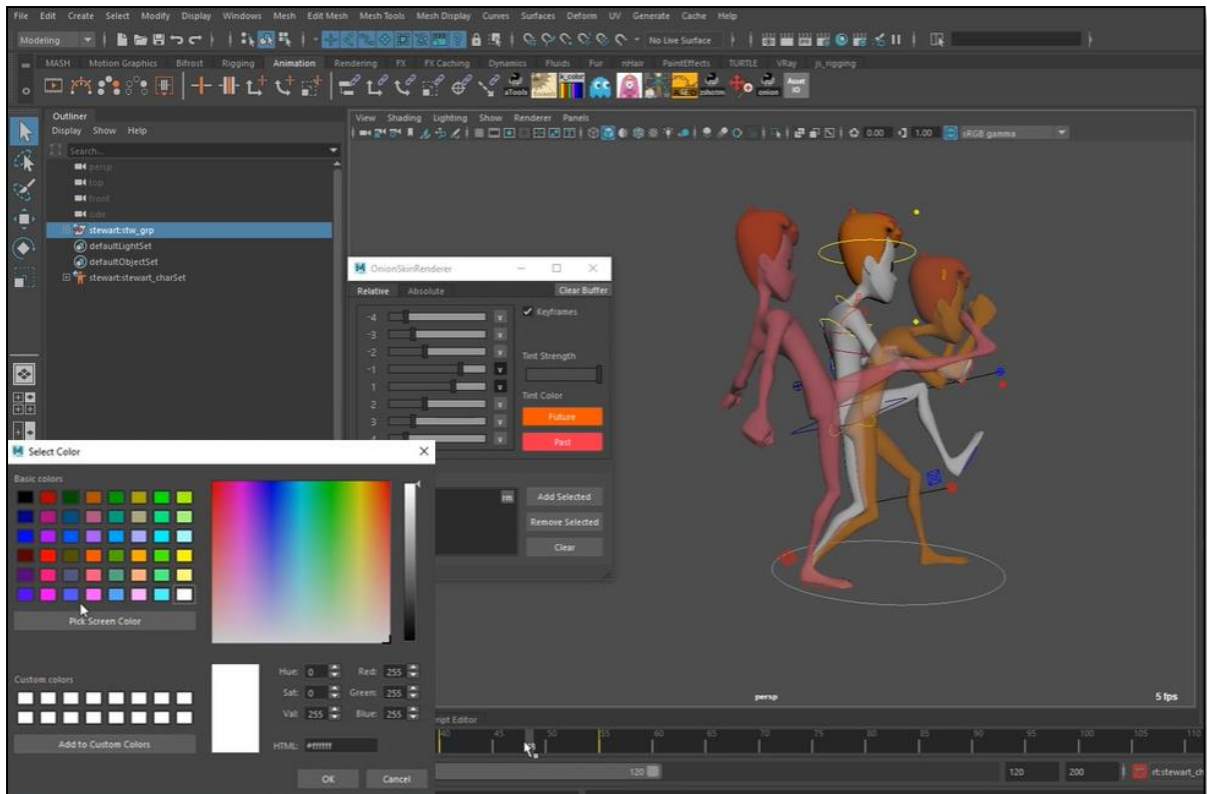 File Edit Create Select Modify Display Windows Mesh Edit Mesh Mesh Tools Mesh Display Curves Surfaces Deform UV Generate Cache Help
Modeling No Live Surface
MASH Motion Graphics Bifrost Rigging Animation Rendering FX FX Caching Dynamics Fluids Fur nHair PaintEffects TURTLE VRay js_rigging
aTools k_color zshotm onion Asset IO
Outliner
Display Show Help
Search...
persp
top
front
side
stewart:stw_grp
defaultLightSet
defaultObjectSet
stewart:stewart_charSet
View Shading Lighting Show Renderer Panels
0.00 1.00 sRGB gamma
OnionSkinRenderer
Relative Absolute Clear Buffer
-4 v Keyframes
-3 v
-2 v Tint Strength
-1 v
1 v Tint Color
2 v Future
3 v Past
rm Add Selected
Remove Selected
Clear
Select Color
Basic colors
Pick Screen Color
Custom colors
Add to Custom Colors
Hue: 0 Red: 255
Sat: 0 Green: 255
Val: 255 Blue: 255
HTML: #ffffff
OK Cancel
persp 5 fps
ript Editor
40 45 50 55 60 65 70 75 80 85 90 95 100 105 110
120 120 200 rt:stewart_ch